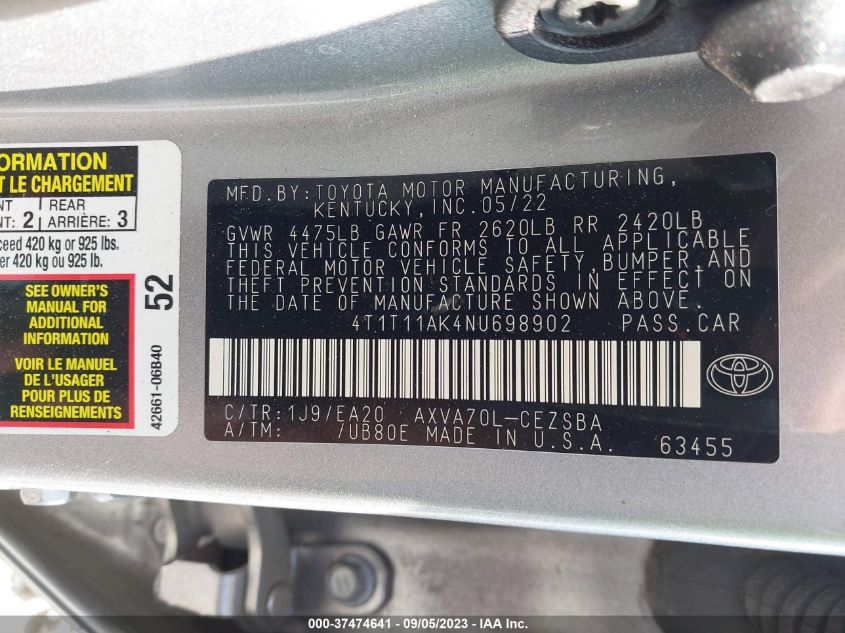 ORMATION
T LE CHARGEMENT
NT REAR
NT: 2 ARRIÈRE: 3
ceed 420 kg or 925 lbs.
er 420 kg ou 925 lb.
SEE OWNER'S
MANUAL FOR
ADDITIONAL
INFORMATION
VOIR LE MANUEL
DE L'USAGER
POUR PLUS DE
RENSEIGNEMENTS
52
42661-06B40
MFD.BY:TOYOTA MOTOR MANUFACTURING,
KENTUCKY,INC.05/22
GVWR 4475LB GAWR FR 2620LB RR 2420LB
THIS VEHICLE CONFORMS TO ALL APPLICABLE
FEDERAL MOTOR VEHICLE SAFETY,BUMPER,AND
THEFT PREVENTION STANDARDS IN EFFECT ON
THE DATE OF MANUFACTURE SHOWN ABOVE.
4T1T11AK4NU698902 PASS.CAR
C/TR:1J9/EA20 AXVA70L-CEZSBA
A/TM: /UB80E MADE IN U.S.A. 63455
000-37474641 - 09/05/2023 - IAA Inc.